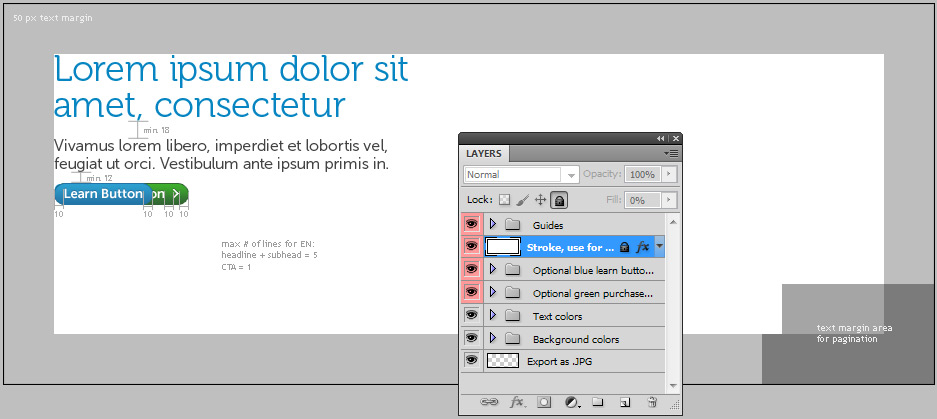 50 px text margin
Lorem ipsum dolor sit
amet, consectetur
min. 18
Vivamus lorem libero, imperdiet et lobortis vel,
feugiat ut orci. Vestibulum ante ipsum primis in.
min. 12
Learn Button
on
10
10
10
10
max # of lines for EN:
headline + subhead = 5
CTA = 1
LAYERS
Normal
Opacity: 100%
Lock:
Fill: 0%
Guides
Stroke, use for ...
fx
Optional blue learn butto...
Optional green purchase...
Text colors
Background colors
Export as .JPG
fx.
text margin area
for pagination